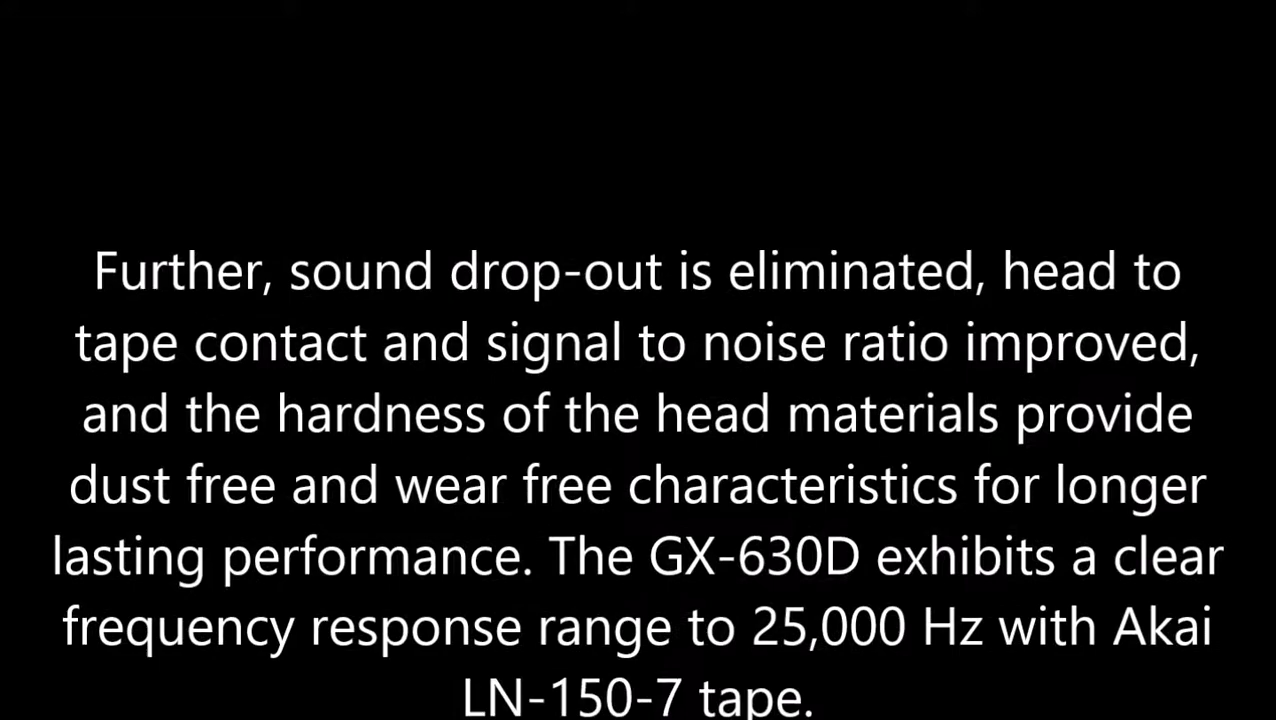 Further, sound drop-out is eliminated, head to
tape contact and signal to noise ratio improved,
and the hardness of the head materials provide
dust free and wear free characteristics for longer
lasting performance. The GX-630D exhibits a clear
frequency response range to 25,000 Hz with Akai
LN-150-7 tape.